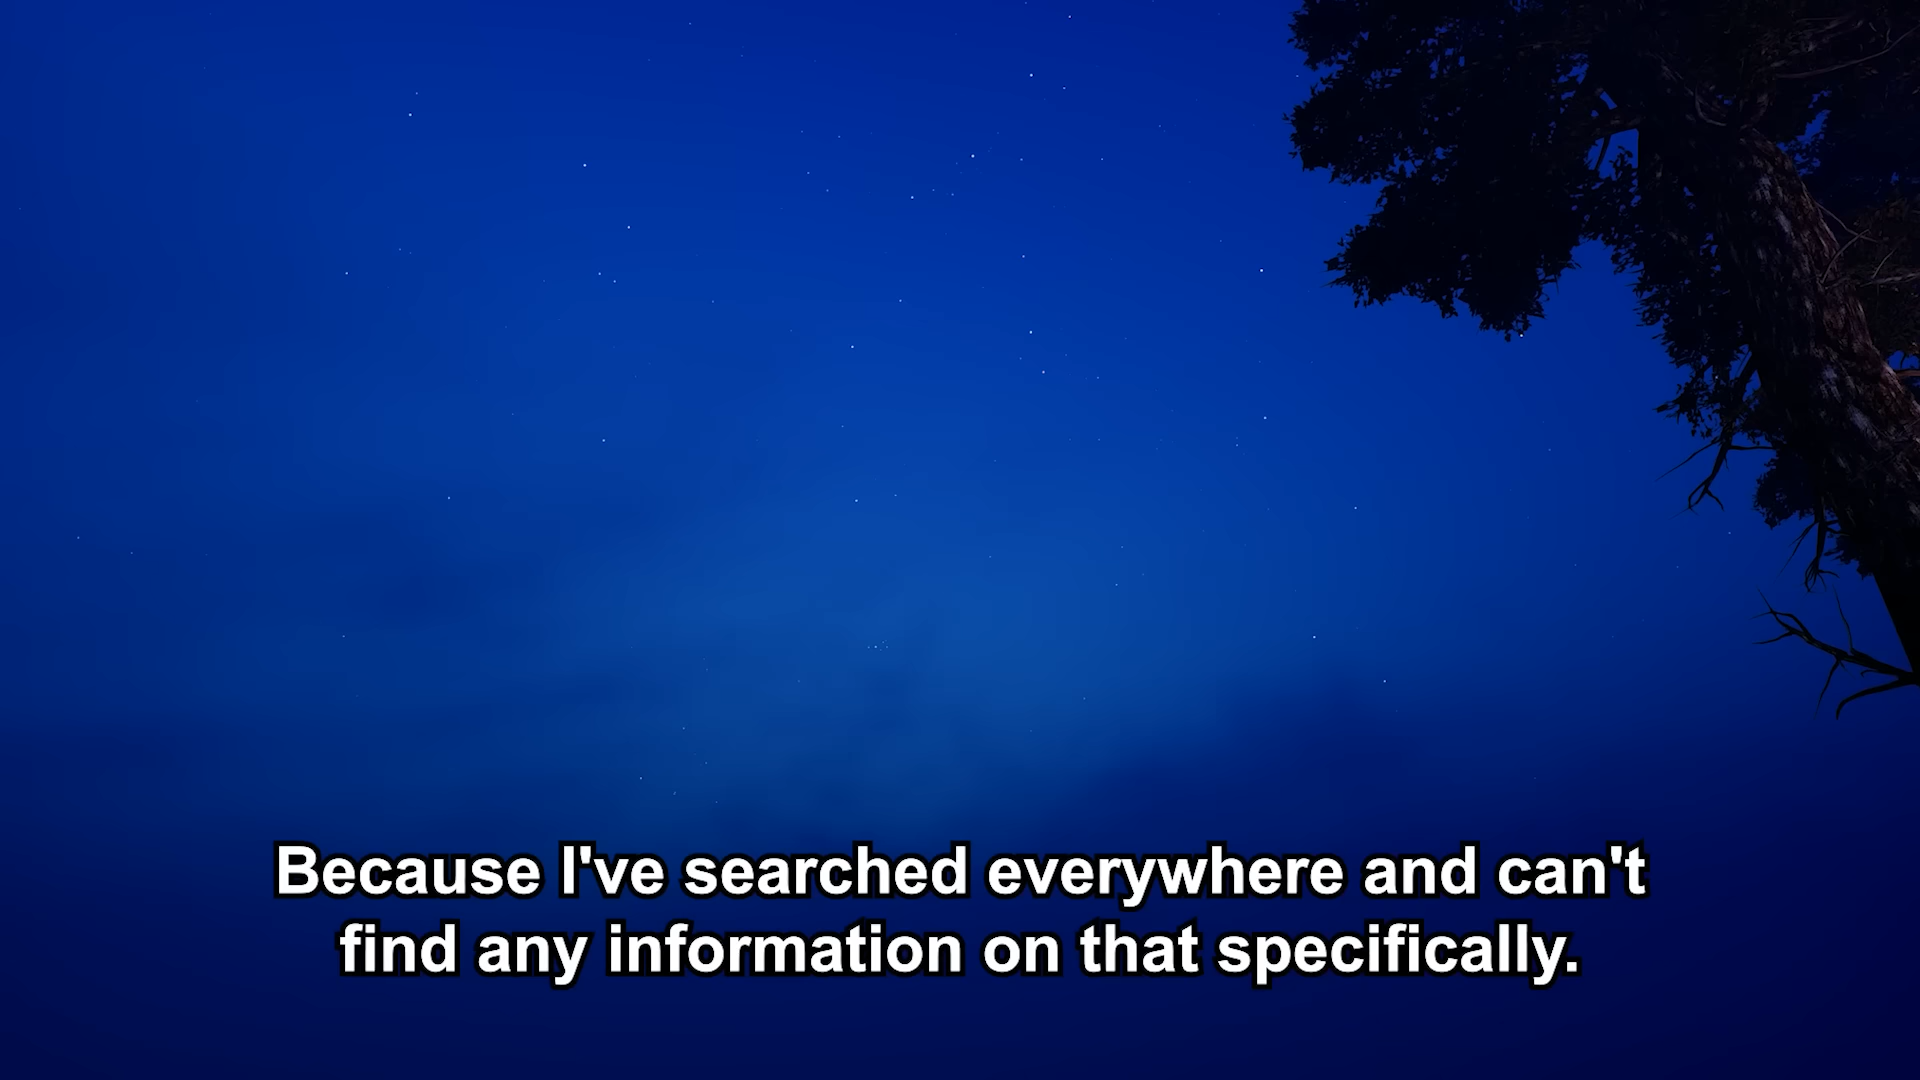 Because I've searched everywhere and can't
find any information on that specifically.